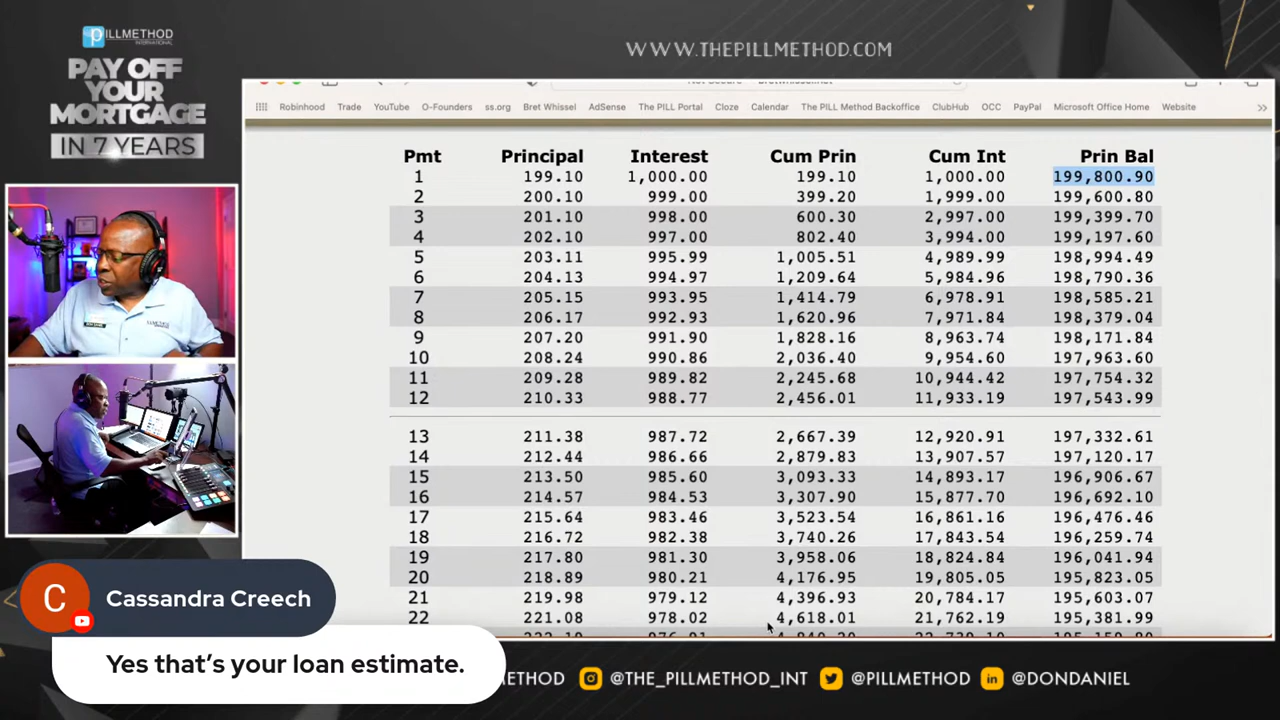 PILLMETHOD
INTERNATIONAL
PAY OFF
YOUR
MORTGAGE
IN 7 YEARS
WWW.THEPILLMETHOD.COM
Robinhood Trade YouTube O-Founders ss.org Bret Whissel AdSense The PILL Portal Cloze Calendar The PILL Method Backoffice ClubHub OCC PayPal Microsoft Office Home Website
Pmt Principal Interest Cum Prin Cum Int Prin Bal
1 199.10 1,000.00 199.10 1,000.00 199,800.90
2 200.10 999.00 399.20 1,999.00 199,600.80
3 201.10 998.00 600.30 2,997.00 199,399.70
4 202.10 997.00 802.40 3,994.00 199,197.60
5 203.11 995.99 1,005.51 4,989.99 198,994.49
6 204.13 994.97 1,209.64 5,984.96 198,790.36
7 205.15 993.95 1,414.79 6,978.91 198,585.21
8 206.17 992.93 1,620.96 7,971.84 198,379.04
9 207.20 991.90 1,828.16 8,963.74 198,171.84
10 208.24 990.86 2,036.40 9,954.60 197,963.60
11 209.28 989.82 2,245.68 10,944.42 197,754.32
12 210.33 988.77 2,456.01 11,933.19 197,543.99
13 211.38 987.72 2,667.39 12,920.91 197,332.61
14 212.44 986.66 2,879.83 13,907.57 197,120.17
15 213.50 985.60 3,093.33 14,893.17 196,906.67
16 214.57 984.53 3,307.90 15,877.70 196,692.10
17 215.64 983.46 3,523.54 16,861.16 196,476.46
18 216.72 982.38 3,740.26 17,843.54 196,259.74
19 217.80 981.30 3,958.06 18,824.84 196,041.94
20 218.89 980.21 4,176.95 19,805.05 195,823.05
21 219.98 979.12 4,396.93 20,784.17 195,603.07
22 221.08 978.02 4,618.01 21,762.19 195,381.99
C Cassandra Creech
Yes that's your loan estimate.
ETHOD @THE_PILLMETHOD_INT @PILLMETHOD @DONDANIEL